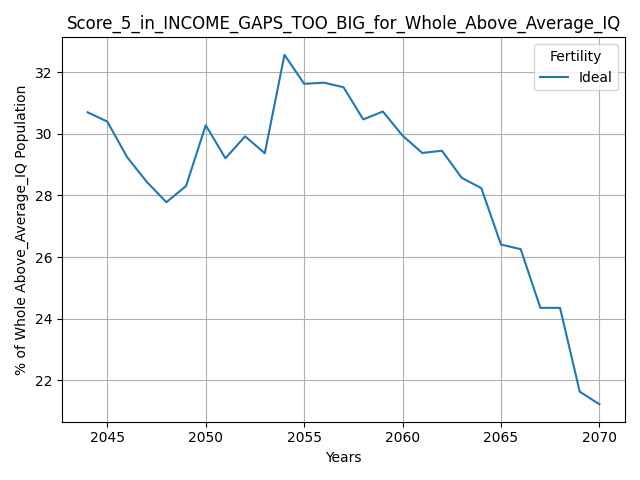 Score_5_in_INCOME_GAPS_TOO_BIG_for_Whole_Above_Average_IQ
Fertility
Ideal
% of Whole Above_Average_IQ Population
32
30
28
26
24
22
2045
2050
2055
2060
2065
2070
Years